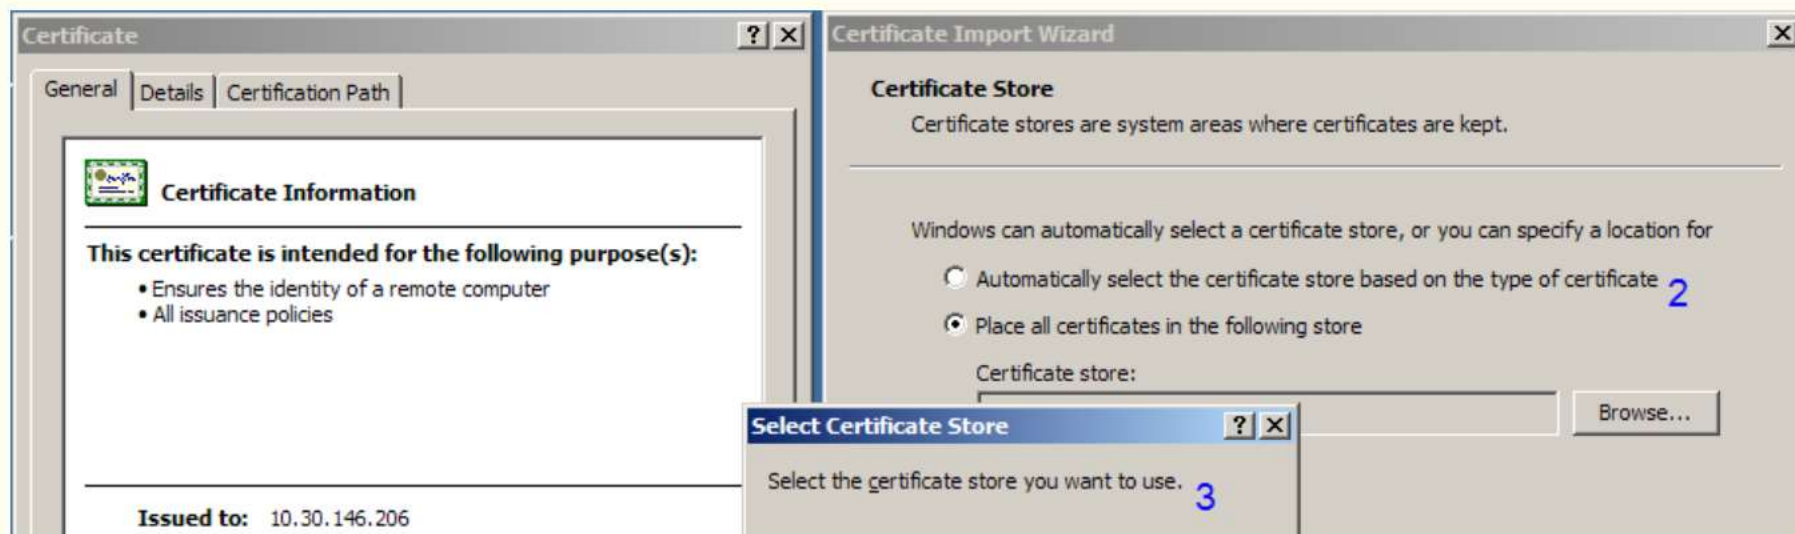 Certificate
General Details Certification Path
Certificate Information
This certificate is intended for the following purpose(s):
• Ensures the identity of a remote computer
• All issuance policies
Issued to: 10.30.146.206
Certificate Import Wizard
Certificate Store
Certificate stores are system areas where certificates are kept.
Windows can automatically select a certificate store, or you can specify a location for
Automatically select the certificate store based on the type of certificate 2
Place all certificates in the following store
Certificate store:
Browse...
Select Certificate Store
Select the certificate store you want to use. 3